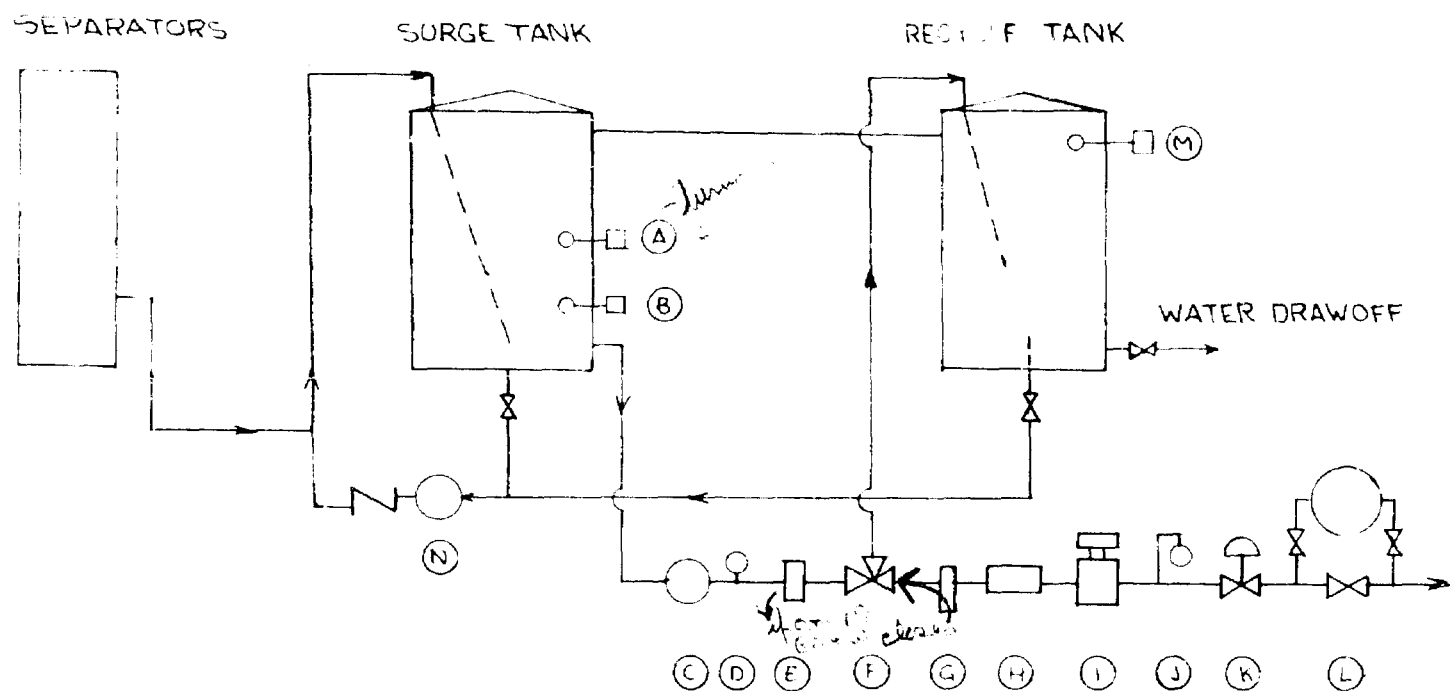 SEPARATORS
SURGE TANK
TANK
M
A
B
WATER DRAWOFF
N
C
D
E
F
G
H
I
J
K
L